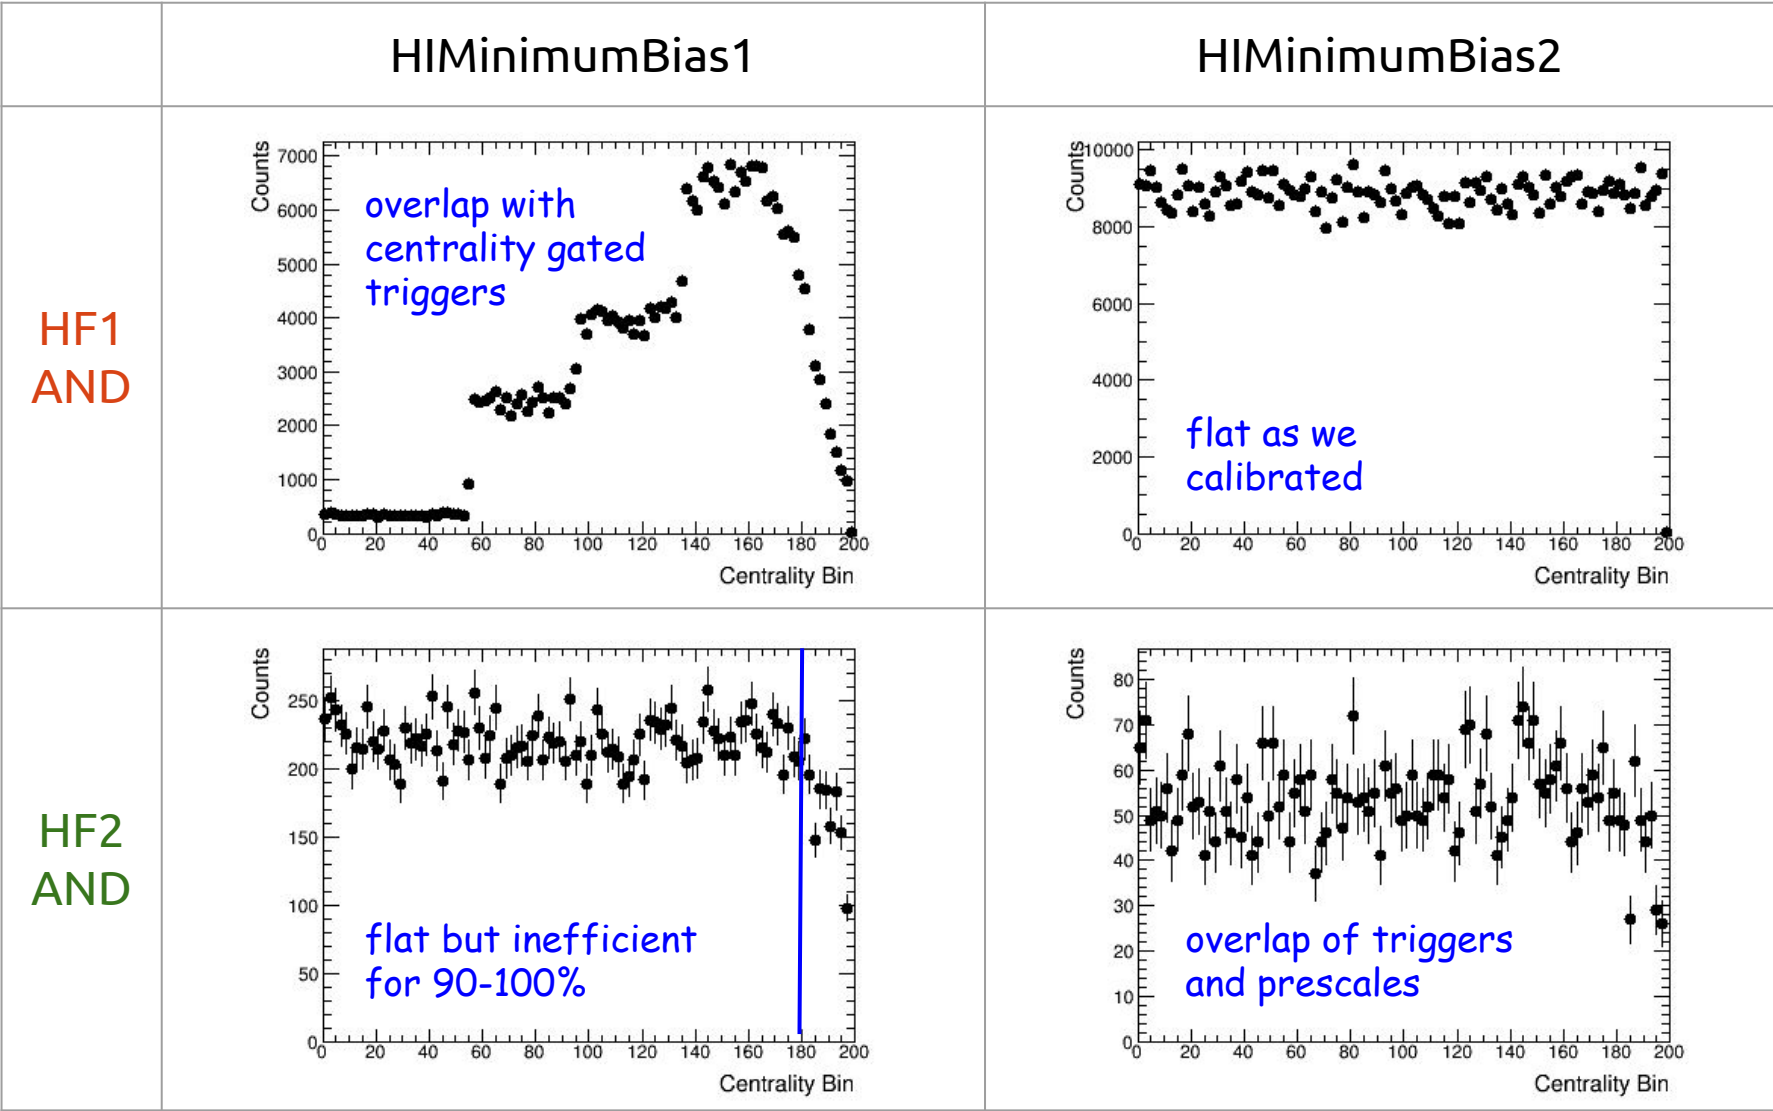 HIMinimumBias1
HIMinimumBias2
HF1
AND
Counts
7000
6000
5000
4000
3000
2000
1000
0
0 20 40 60 80 100 120 140 160 180 200
Centrality Bin
overlap with
centrality gated
triggers
Counts
10000
8000
6000
4000
2000
0
0 20 40 60 80 100 120 140 160 180 200
Centrality Bin
flat as we
calibrated
HF2
AND
Counts
250
200
150
100
50
0
0 20 40 60 80 100 120 140 160 180 200
Centrality Bin
flat but inefficient
for 90-100%
Counts
80
70
60
50
40
30
20
10
0
0 20 40 60 80 100 120 140 160 180 200
Centrality Bin
overlap of triggers
and prescales